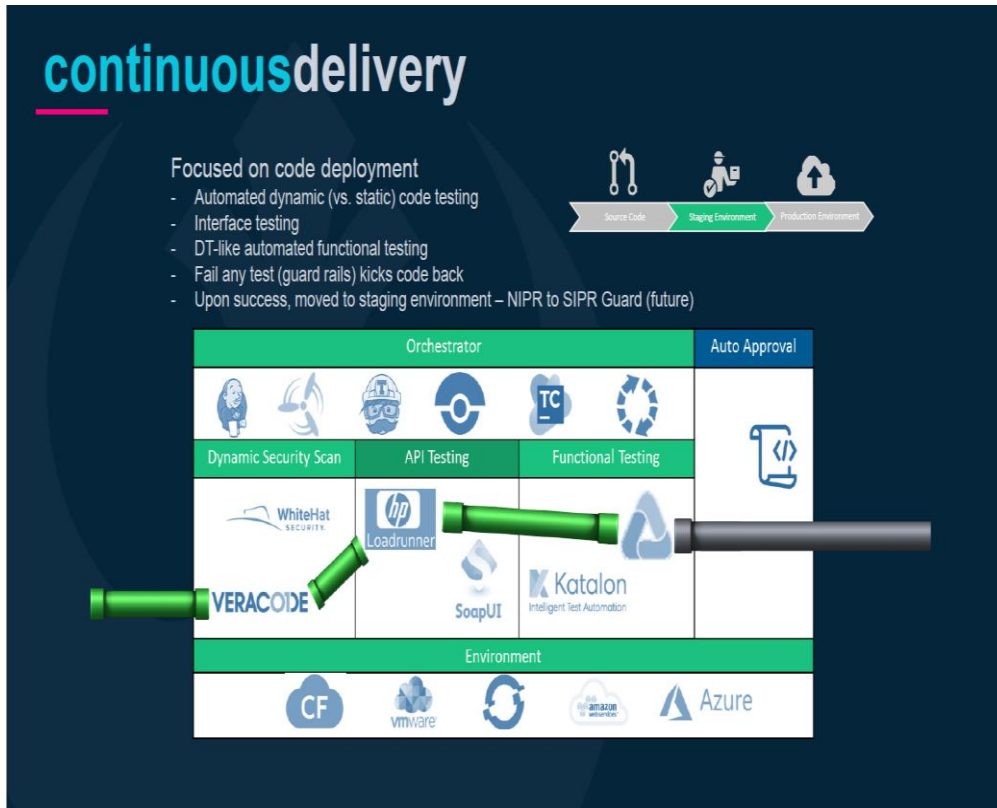 continuousdelivery
Focused on code deployment
- Automated dynamic (vs. static) code testing
- Interface testing
- DT-like automated functional testing
- Fail any test (guard rails) kicks code back
- Upon success, moved to staging environment – NIPR to SIPR Guard (future)
Source Code
Staging Environment
Production Environment
Orchestrator
Auto Approval
T
TC
</>
Dynamic Security Scan
API Testing
Functional Testing
WhiteHat
SECURITY.
hp
Loadrunner
VERACODE
SoapUI
Katalon
Intelligent Test Automation
Environment
CF
vmware
amazon
webservices
Azure